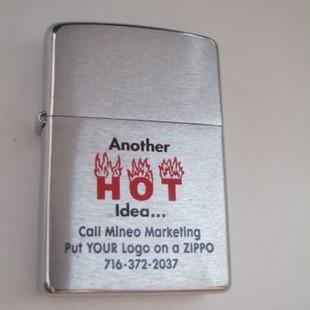 Another
HOT
Idea...
Call Mineo Marketing
Put YOUR Logo on a ZIPPO
716-372-2037